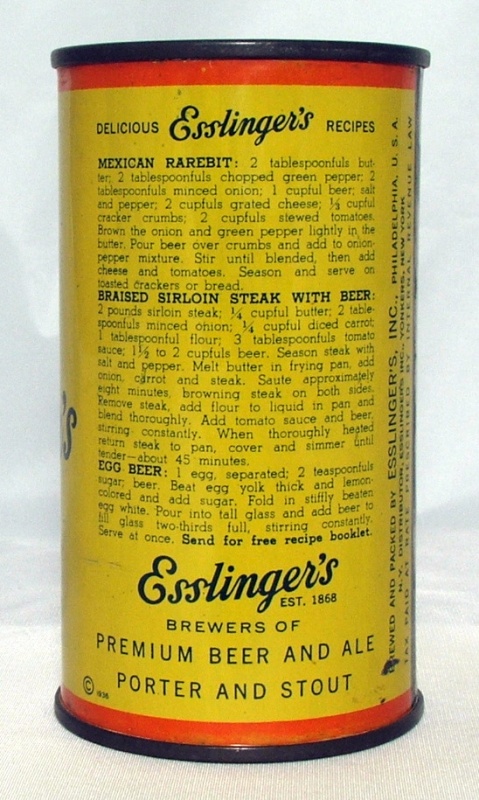 DELICIOUS Esslinger's RECIPES
MEXICAN RAREBIT: 2 tablespoonfuls but-
ter; 2 tablespoonfuls chopped green pepper; 2
tablespoonfuls minced onion; 1 cupful beer; salt
and pepper; 2 cupfuls grated cheese; ⅓ cupful
cracker crumbs; 2 cupfuls stewed tomatoes.
Brown the onion and green pepper lightly in the
butter. Pour beer over crumbs and add to onion-
pepper mixture. Stir until blended, then add
cheese and tomatoes. Season and serve on
toasted crackers or bread.
BRAISED SIRLOIN STEAK WITH BEER:
2 pounds sirloin steak; ¼ cupful butter; 2 table-
spoonfuls minced onion; ¼ cupful diced carrot;
1 tablespoonful flour; 3 tablespoonfuls tomato
sauce; 1½ to 2 cupfuls beer. Season steak with
salt and pepper. Melt butter in frying pan, add
onion, carrot and steak. Saute approximately
eight minutes, browning steak on both sides.
Remove steak, add flour to liquid in pan and
blend thoroughly. Add tomato sauce and beer,
stirring constantly. When thoroughly heated
return steak to pan, cover and simmer until
tender—about 45 minutes.
EGG BEER: 1 egg, separated; 2 teaspoonfuls
sugar; beer. Beat egg yolk thick and lemon-
colored and add sugar. Fold in stiffly beaten
egg white. Pour into tall glass and add beer to
fill glass two-thirds full, stirring constantly.
Serve at once. Send for free recipe booklet.
Esslinger's
EST. 1868
BREWERS OF
PREMIUM BEER AND ALE
PORTER AND STOUT
© 1936
BREWED AND PACKED BY ESSLINGER'S, INC., PHILADELPHIA, U. S. A.
N.Y. DISTRIBUTOR, ESSLINGER'S INC., YONKERS, NEW YORK
TAX PAID AT RATE PRESCRIBED BY INTERNAL REVENUE LAW
'S